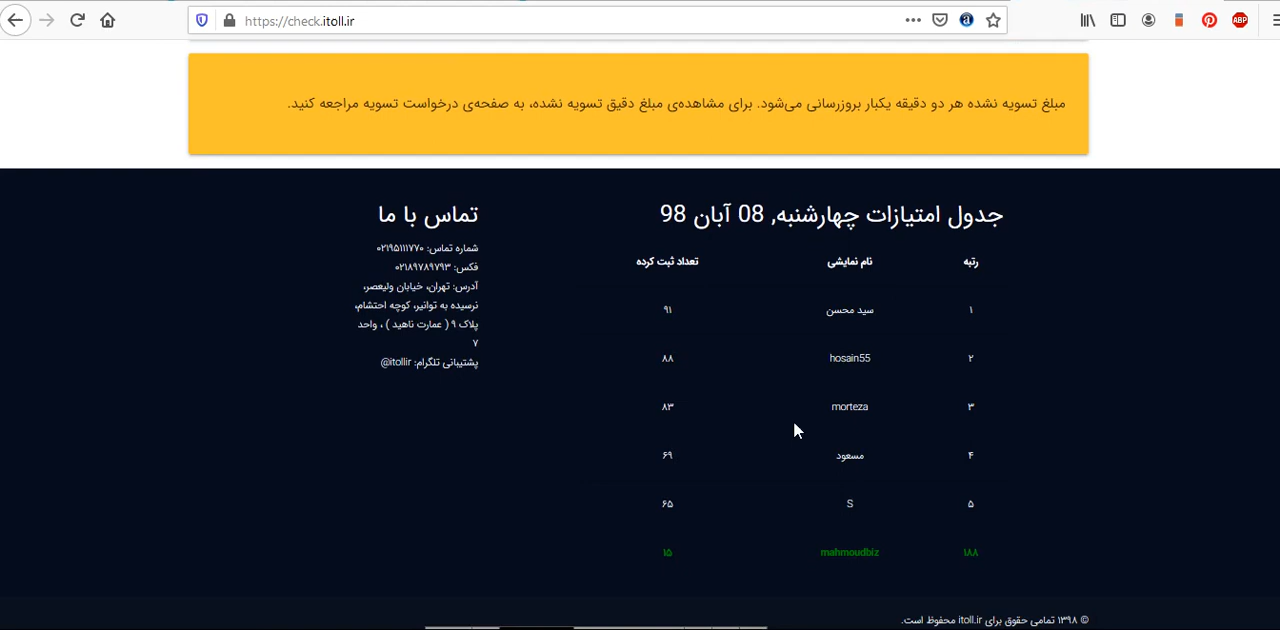 https://check.itoll.ir
ABP
مبلغ تسویه نشده هر دو دقیقه یکبار بروزرسانی می‌شود. برای مشاهده‌ی مبلغ دقیق تسویه نشده، به صفحه‌ی درخواست تسویه مراجعه کنید.
جدول امتیازات چهارشنبه, 08 آبان 98
رتبه نام نمایشی تعداد ثبت کرده
۱ سید محسن ۹۱
۲ hosain55 ۸۸
۳ morteza ۸۳
۴ مسعود ۶۹
۵ S ۶۵
۱۸۸ mahmoudbiz ۱۵
تماس با ما
شماره تماس: ۰۲۱۹۵۱۱۱۷۷۰
فکس: ۰۲۱۸۹۷۸۹۷۹۳
آدرس: تهران، خیابان ولیعصر،
نرسیده به توانیر، کوچه احتشام،
پلاک ۹ ( عمارت ناهید ) ، واحد
۷
پشتیبانی تلگرام: itollir@
© ۱۳۹۸ تمامی حقوق برای itoll.ir محفوظ است.